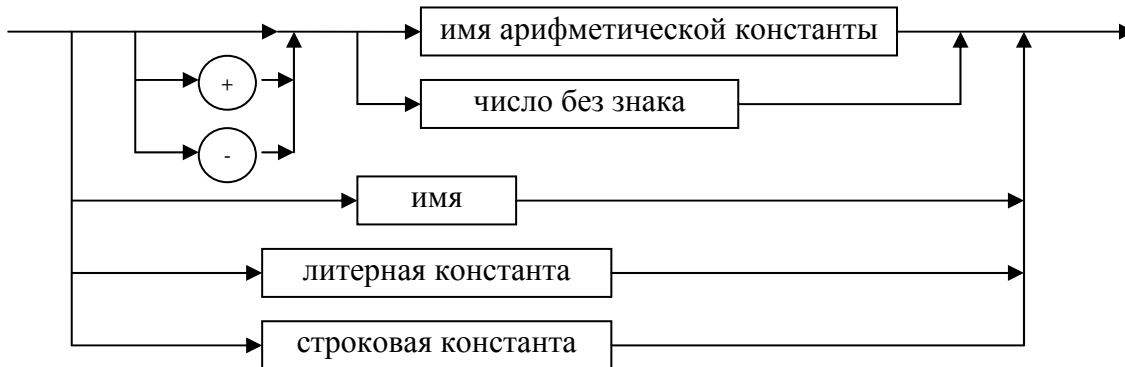 имя арифметической константы
+
число без знака
-
имя
литерная константа
строковая константа